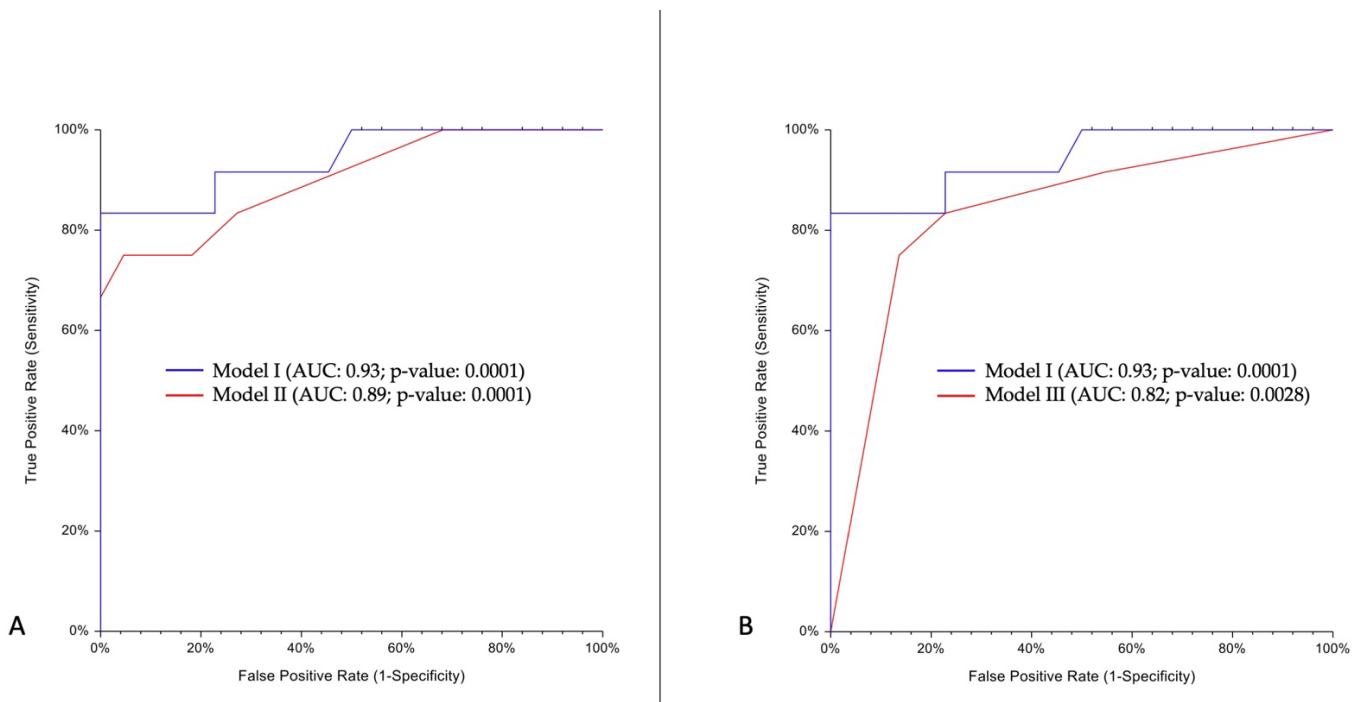 100%
80%
60%
40%
20%
0%
True Positive Rate (Sensitivity)
Model I (AUC: 0.93; p-value: 0.0001)
Model II (AUC: 0.89; p-value: 0.0001)
A
0%
20%
40%
60%
80%
100%
False Positive Rate (1-Specificity)
100%
80%
60%
40%
20%
0%
True Positive Rate (Sensitivity)
Model I (AUC: 0.93; p-value: 0.0001)
Model III (AUC: 0.82; p-value: 0.0028)
B
0%
20%
40%
60%
80%
100%
False Positive Rate (1-Specificity)